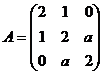 A = ( 2 1 0
1 2 a
0 a 2 )